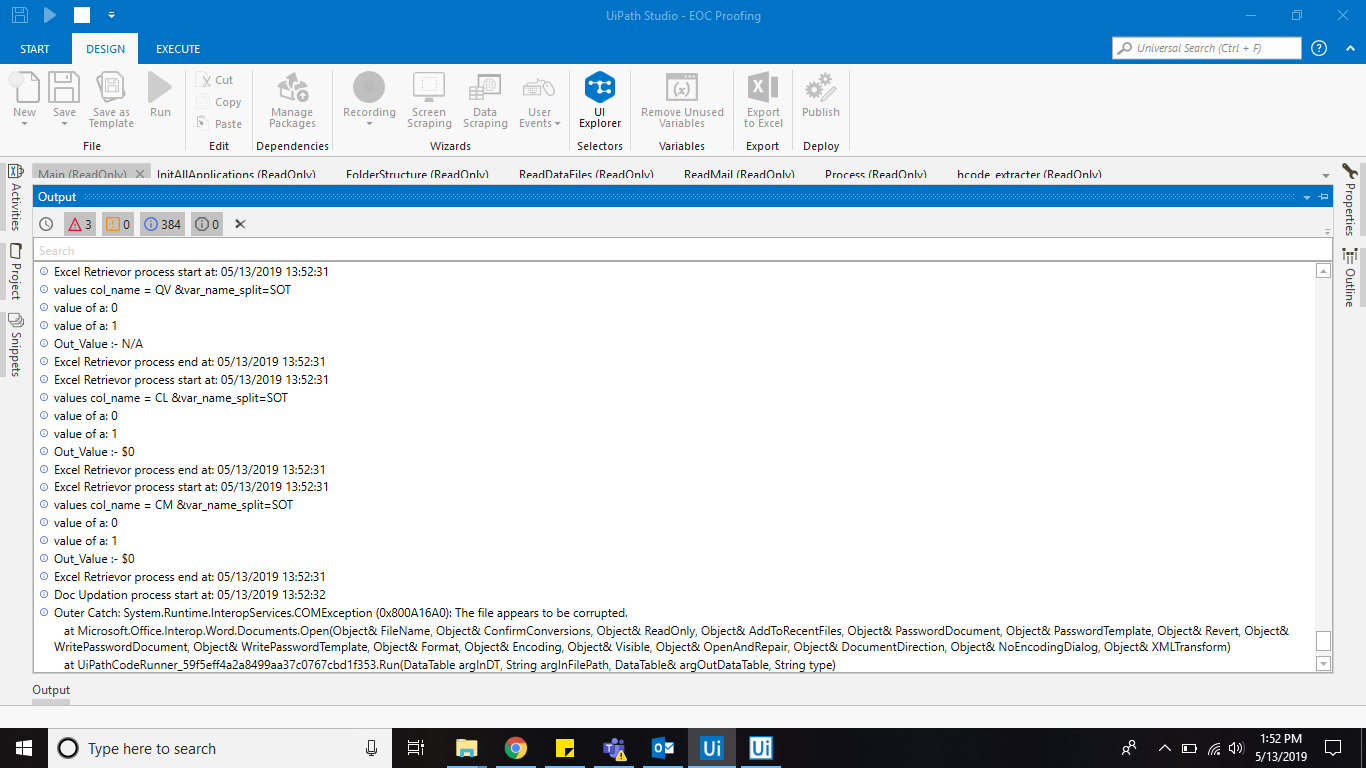 UiPath Studio - EOC Proofing
START DESIGN EXECUTE
Universal Search (Ctrl + F)
New Save Save as Template Run
Cut
Copy
Paste
Manage Packages
Recording Screen Scraping Data Scraping User Events
UI Explorer
Remove Unused Variables
Export to Excel
Publish
File Edit Dependencies Wizards Selectors Variables Export Deploy
Main (ReadOnly) InitAllApplications (ReadOnly) FolderStructure (ReadOnly) ReadDataFiles (ReadOnly) ReadMail (ReadOnly) Process (ReadOnly) hcode_extracter (ReadOnly)
Activities
Project
Snippets
Properties
Outline
Output
3 0 384 0
Search
Excel Retrievor process start at: 05/13/2019 13:52:31
values col_name = QV &var_name_split=SOT
value of a: 0
value of a: 1
Out_Value :- N/A
Excel Retrievor process end at: 05/13/2019 13:52:31
Excel Retrievor process start at: 05/13/2019 13:52:31
values col_name = CL &var_name_split=SOT
value of a: 0
value of a: 1
Out_Value :- $0
Excel Retrievor process end at: 05/13/2019 13:52:31
Excel Retrievor process start at: 05/13/2019 13:52:31
values col_name = CM &var_name_split=SOT
value of a: 0
value of a: 1
Out_Value :- $0
Excel Retrievor process end at: 05/13/2019 13:52:31
Doc Updation process start at: 05/13/2019 13:52:32
Outer Catch: System.Runtime.InteropServices.COMException (0x800A16A0): The file appears to be corrupted.
at Microsoft.Office.Interop.Word.Documents.Open(Object& FileName, Object& ConfirmConversions, Object& ReadOnly, Object& AddToRecentFiles, Object& PasswordDocument, Object& PasswordTemplate, Object& Revert, Object&
WritePasswordDocument, Object& WritePasswordTemplate, Object& Format, Object& Encoding, Object& Visible, Object& OpenAndRepair, Object& DocumentDirection, Object& NoEncodingDialog, Object& XMLTransform)
at UiPathCodeRunner_59f5eff4a2a8499aa37c0767cbd1f353.Run(DataTable argInDT, String argInFilePath, DataTable& argOutDataTable, String type)
Output
Type here to search
Ui
Ui
1:52 PM
5/13/2019